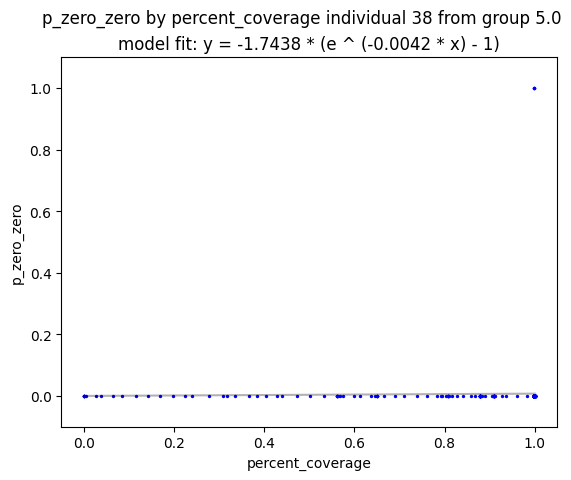 p_zero_zero by percent_coverage individual 38 from group 5.0
model fit: y = -1.7438 * (e ^ (-0.0042 * x) - 1)
1.0
0.8
0.6
0.4
0.2
0.0
p_zero_zero
0.0 0.2 0.4 0.6 0.8 1.0
percent_coverage